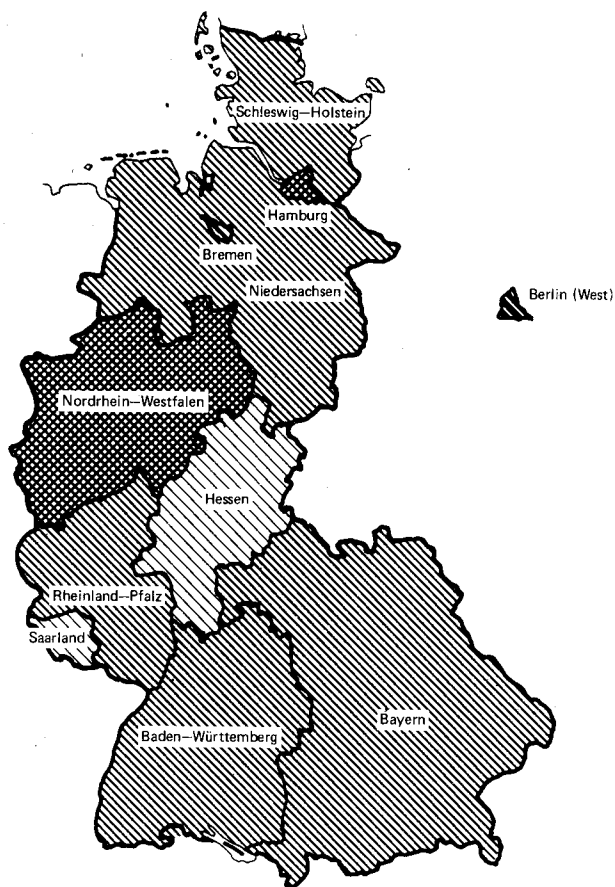 Schleswig—Holstein
Hamburg
Bremen
Niedersachsen
Berlin (West)
Nordrhein—Westfalen
Hessen
Rheinland—Pfalz
Saarland
Bayern
Baden—Württemberg